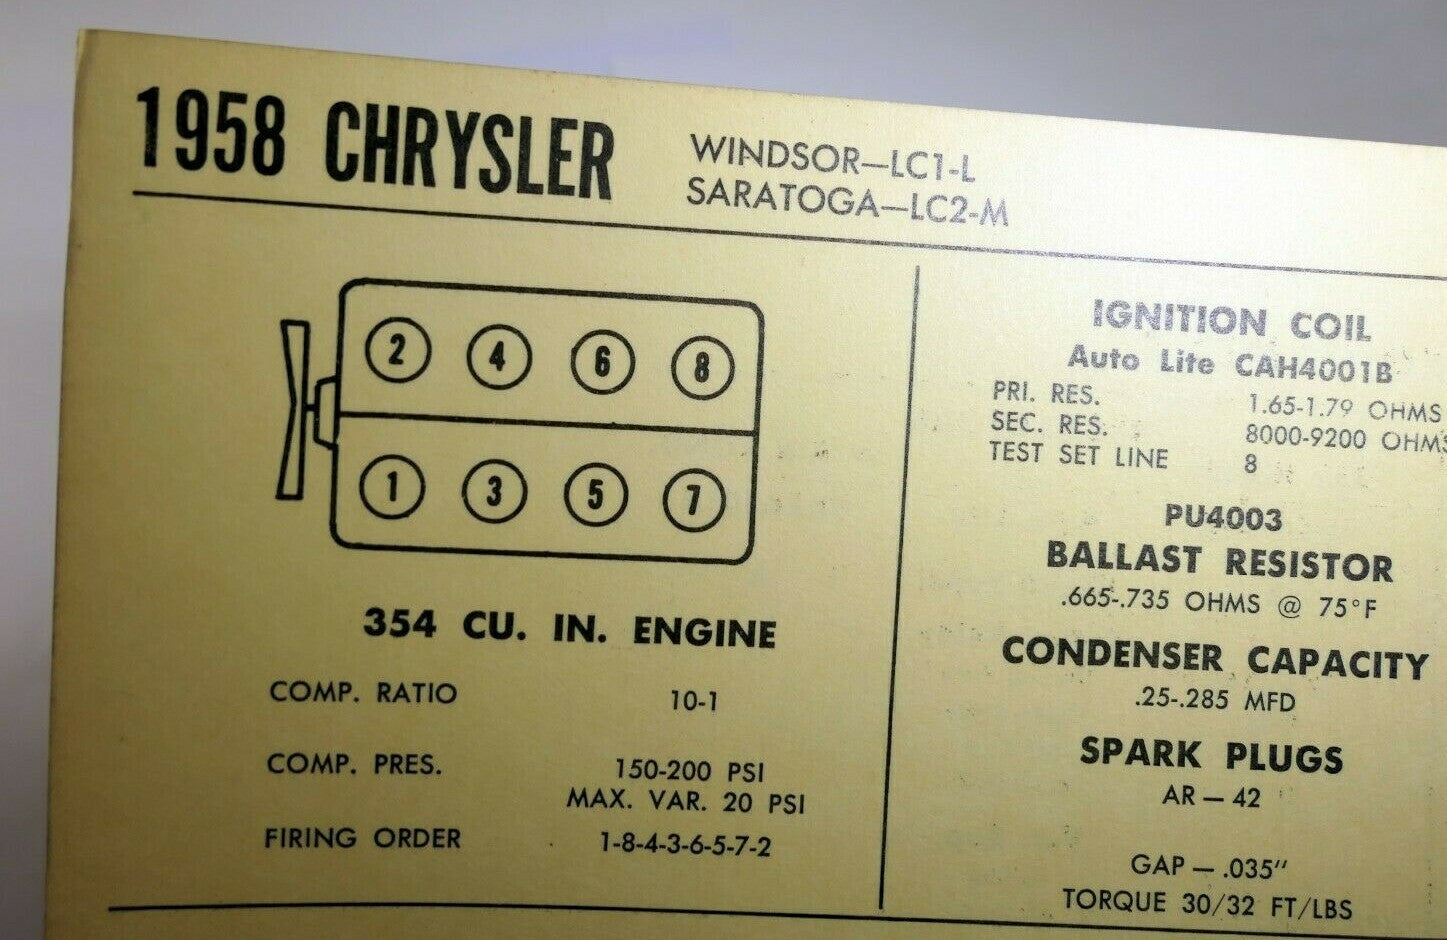 1958 CHRYSLER
WINDSOR—LC1-L
SARATOGA—LC2-M
2 4 6 8
1 3 5 7
354 CU. IN. ENGINE
COMP. RATIO 10-1
COMP. PRES. 150-200 PSI
MAX. VAR. 20 PSI
FIRING ORDER 1-8-4-3-6-5-7-2
IGNITION COIL
Auto Lite CAH4001B
PRI. RES. 1.65-1.79 OHMS
SEC. RES. 8000-9200 OHMS
TEST SET LINE 8
PU4003
BALLAST RESISTOR
.665-.735 OHMS @ 75°F
CONDENSER CAPACITY
.25-.285 MFD
SPARK PLUGS
AR — 42
GAP — .035"
TORQUE 30/32 FT/LBS